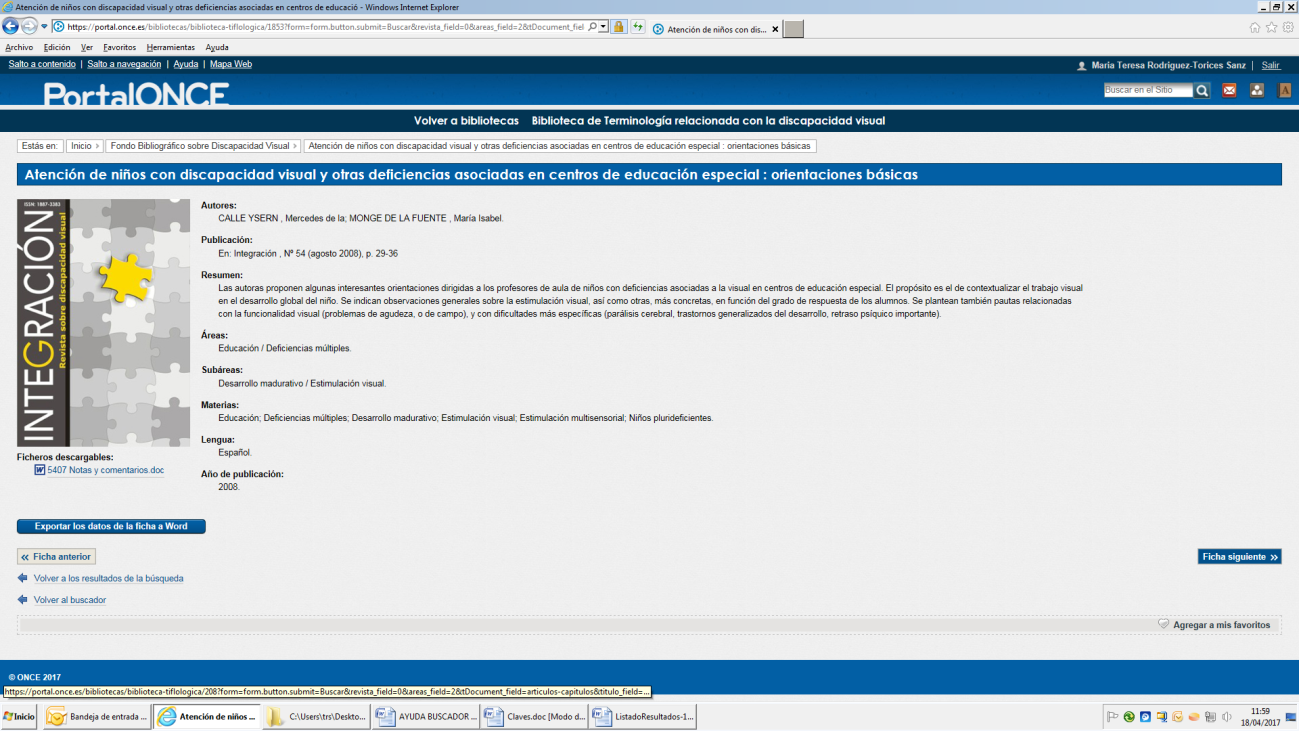 Atención de niños con discapacidad visual y otras deficiencias asociadas en centros de educació - Windows Internet Explorer
https://portal.once.es/bibliotecas/biblioteca-tiflologica/1853?form=form.button.submit=Buscar&revista_field=0&areas_field=2&tDocument_fiel
Atención de niños con dis...
Archivo Edición Ver Favoritos Herramientas Ayuda
Salto a contenido | Salto a navegación | Ayuda | Mapa Web
Maria Teresa Rodriguez-Torices Sanz | Salir
PortalONCE
Buscar en el Sitio
A
Volver a bibliotecas Biblioteca de Terminología relacionada con la discapacidad visual
Estás en: Inicio > Fondo Bibliográfico sobre Discapacidad Visual > Atención de niños con discapacidad visual y otras deficiencias asociadas en centros de educación especial : orientaciones básicas
Atención de niños con discapacidad visual y otras deficiencias asociadas en centros de educación especial : orientaciones básicas
ISSN: 1887-3383
INTEGRACIÓN
Revista sobre discapacidad visual
Ficheros descargables:
5407 Notas y comentarios.doc
Autores:
CALLE YSERN , Mercedes de la; MONGE DE LA FUENTE , María Isabel.
Publicación:
En: Integración , Nº 54 (agosto 2008), p. 29-36
Resumen:
Las autoras proponen algunas interesantes orientaciones dirigidas a los profesores de aula de niños con deficiencias asociadas a la visual en centros de educación especial. El propósito es el de contextualizar el trabajo visual
en el desarrollo global del niño. Se indican observaciones generales sobre la estimulación visual, así como otras, más concretas, en función del grado de respuesta de los alumnos. Se plantean también pautas relacionadas
con la funcionalidad visual (problemas de agudeza, o de campo), y con dificultades más específicas (parálisis cerebral, trastornos generalizados del desarrollo, retraso psíquico importante).
Áreas:
Educación / Deficiencias múltiples.
Subáreas:
Desarrollo madurativo / Estimulación visual.
Materias:
Educación; Deficiencias múltiples; Desarrollo madurativo; Estimulación visual; Estimulación multisensorial; Niños plurideficientes.
Lengua:
Español.
Año de publicación:
2008.
Exportar los datos de la ficha a Word
« Ficha anterior
Ficha siguiente »
Volver a los resultados de la búsqueda
Volver al buscador
Agregar a mis favoritos
© ONCE 2017
https://portal.once.es/bibliotecas/biblioteca-tiflologica/208?form=form.button.submit=Buscar&revista_field=0&areas_field=2&tDocument_field=articulos-capitulos&titulo_field=...
Inicio
Bandeja de entrada ...
Atención de niños ...
C:\Users\trs\Deskto...
AYUDA BUSCADOR ...
Claves.doc [Modo d...
ListadoResultados-1...
11:59
18/04/2017